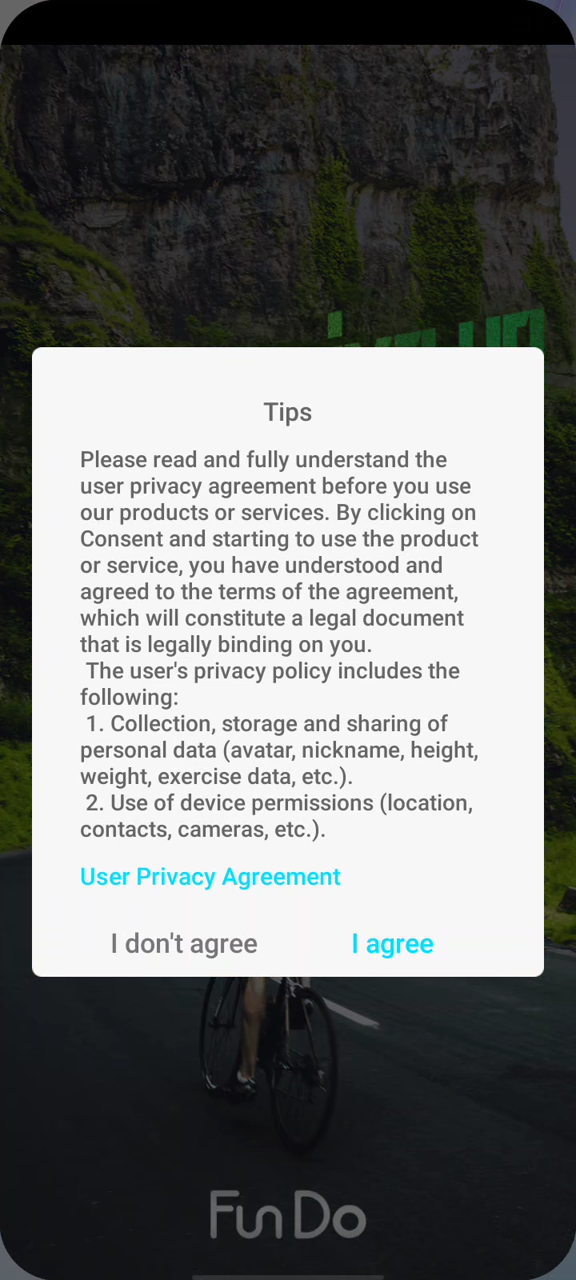 Tips
Please read and fully understand the
user privacy agreement before you use
our products or services. By clicking on
Consent and starting to use the product
or service, you have understood and
agreed to the terms of the agreement,
which will constitute a legal document
that is legally binding on you.
The user's privacy policy includes the
following:
1. Collection, storage and sharing of
personal data (avatar, nickname, height,
weight, exercise data, etc.).
2. Use of device permissions (location,
contacts, cameras, etc.).
User Privacy Agreement
I don't agree I agree
FunDo